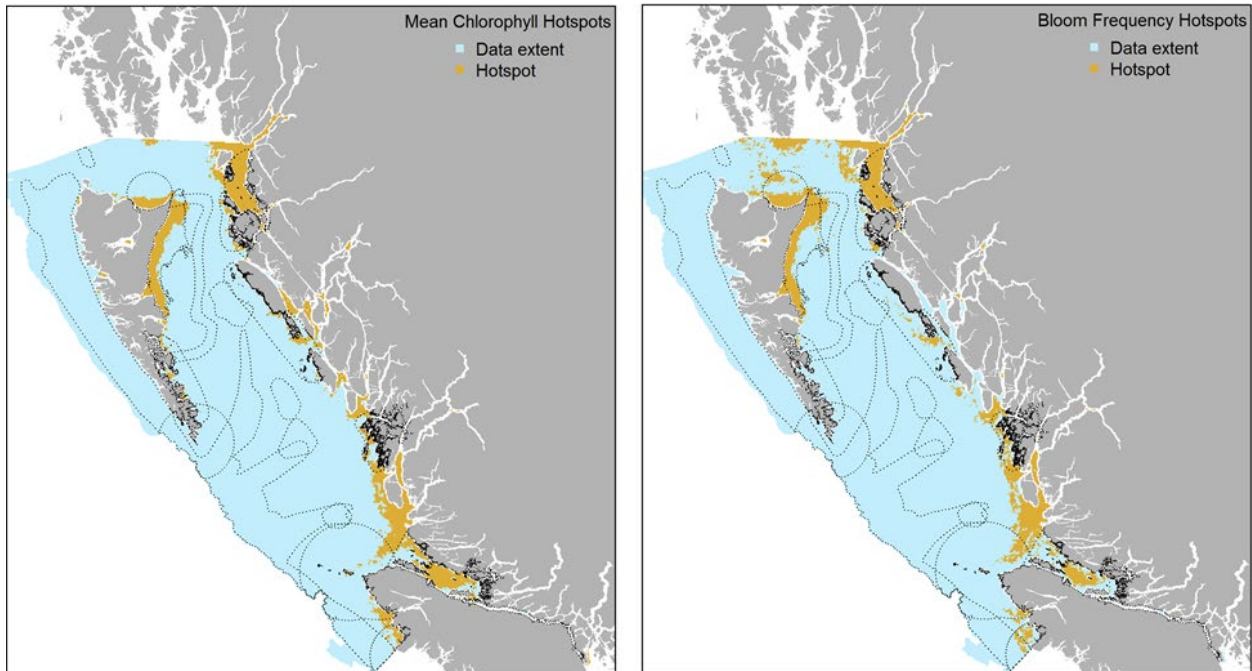 Mean Chlorophyll Hotspots
Data extent
Hotspot
Bloom Frequency Hotspots
Data extent
Hotspot